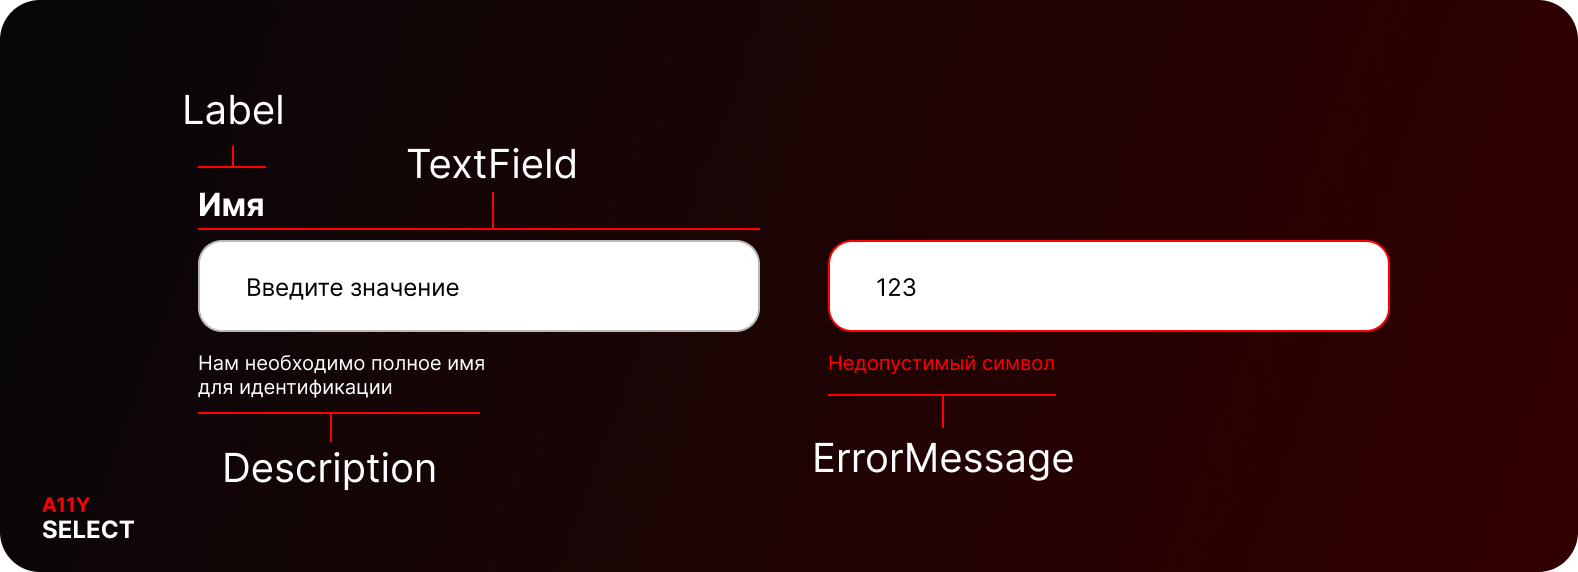 Label
TextField
Имя
Введите значение
123
Нам необходимо полное имя
для идентификации
Недопустимый символ
Description
ErrorMessage
A11Y
SELECT